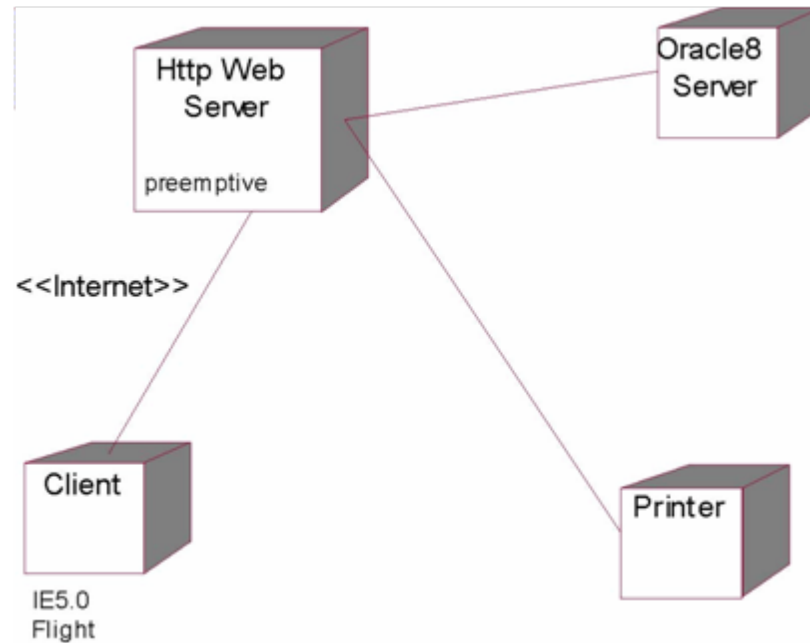 Http Web
Server
preemptive
Oracle8
Server
<<Internet>>
Client
IE5.0
Flight
Printer